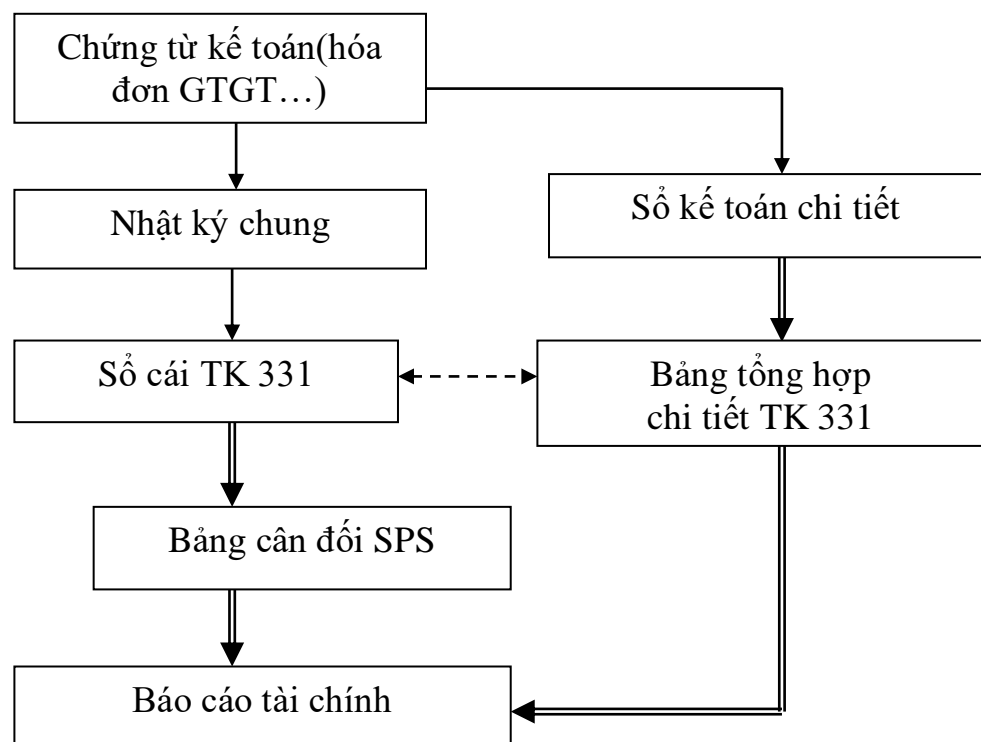 Chứng từ kế toán(hóa
đơn GTGT…)
Nhật ký chung
Sổ kế toán chi tiết
Sổ cái TK 331
Bảng tổng hợp
chi tiết TK 331
Bảng cân đối SPS
Báo cáo tài chính